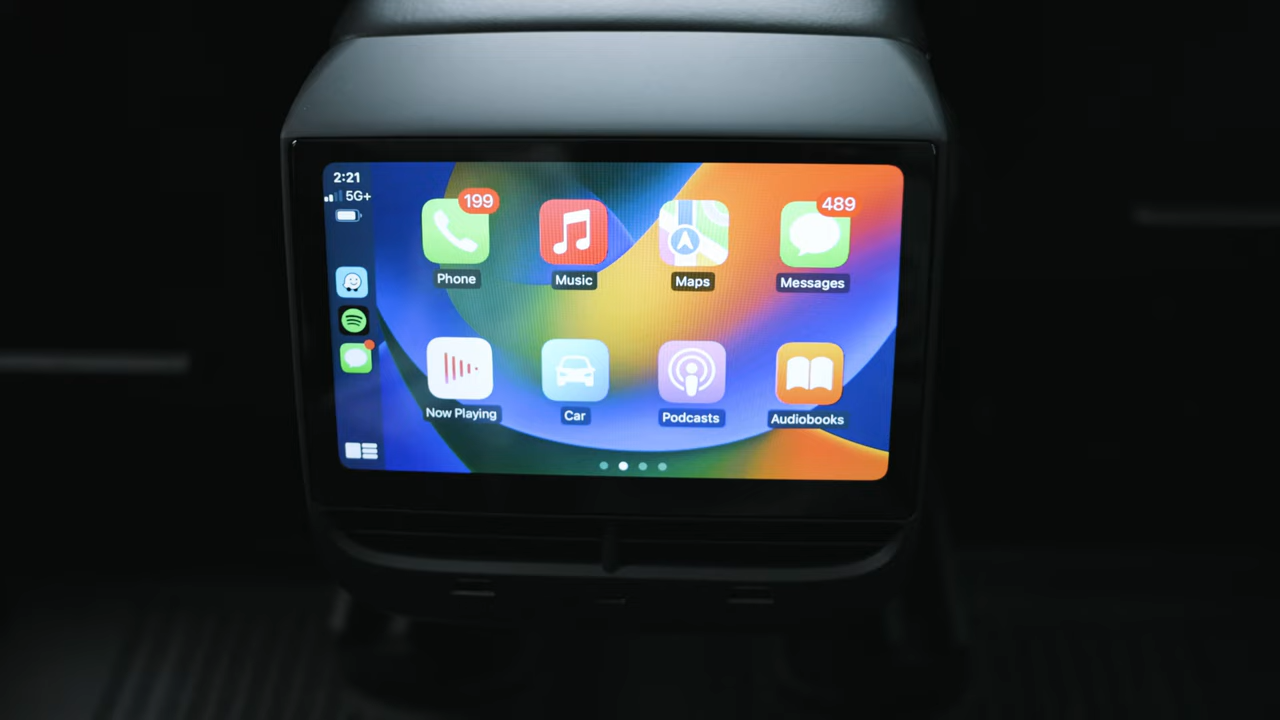 2:21
5G+
199
489
Phone
Music
Maps
Messages
Now Playing
Car
Podcasts
Audiobooks